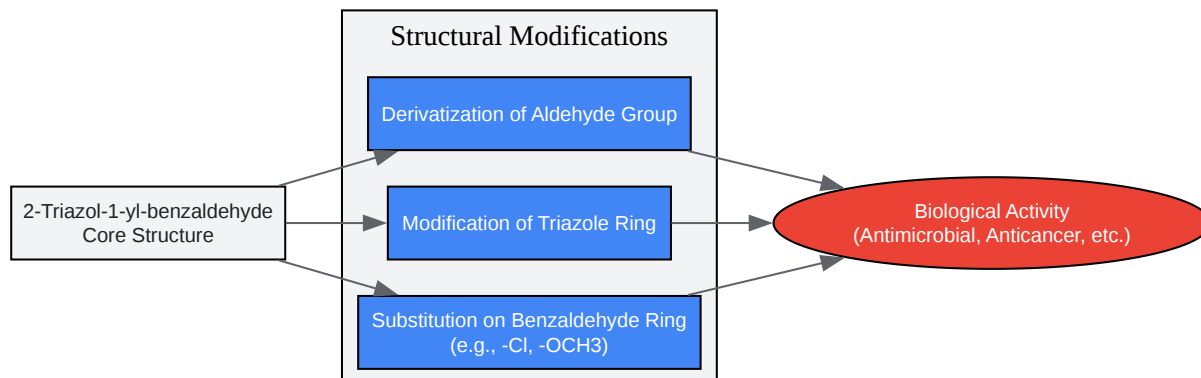 Structural Modifications
Derivatization of Aldehyde Group
2-Triazol-1-yl-benzaldehyde
Core Structure
Modification of Triazole Ring
Biological Activity
(Antimicrobial, Anticancer, etc.)
Substitution on Benzaldehyde Ring
(e.g., -Cl, -OCH3)